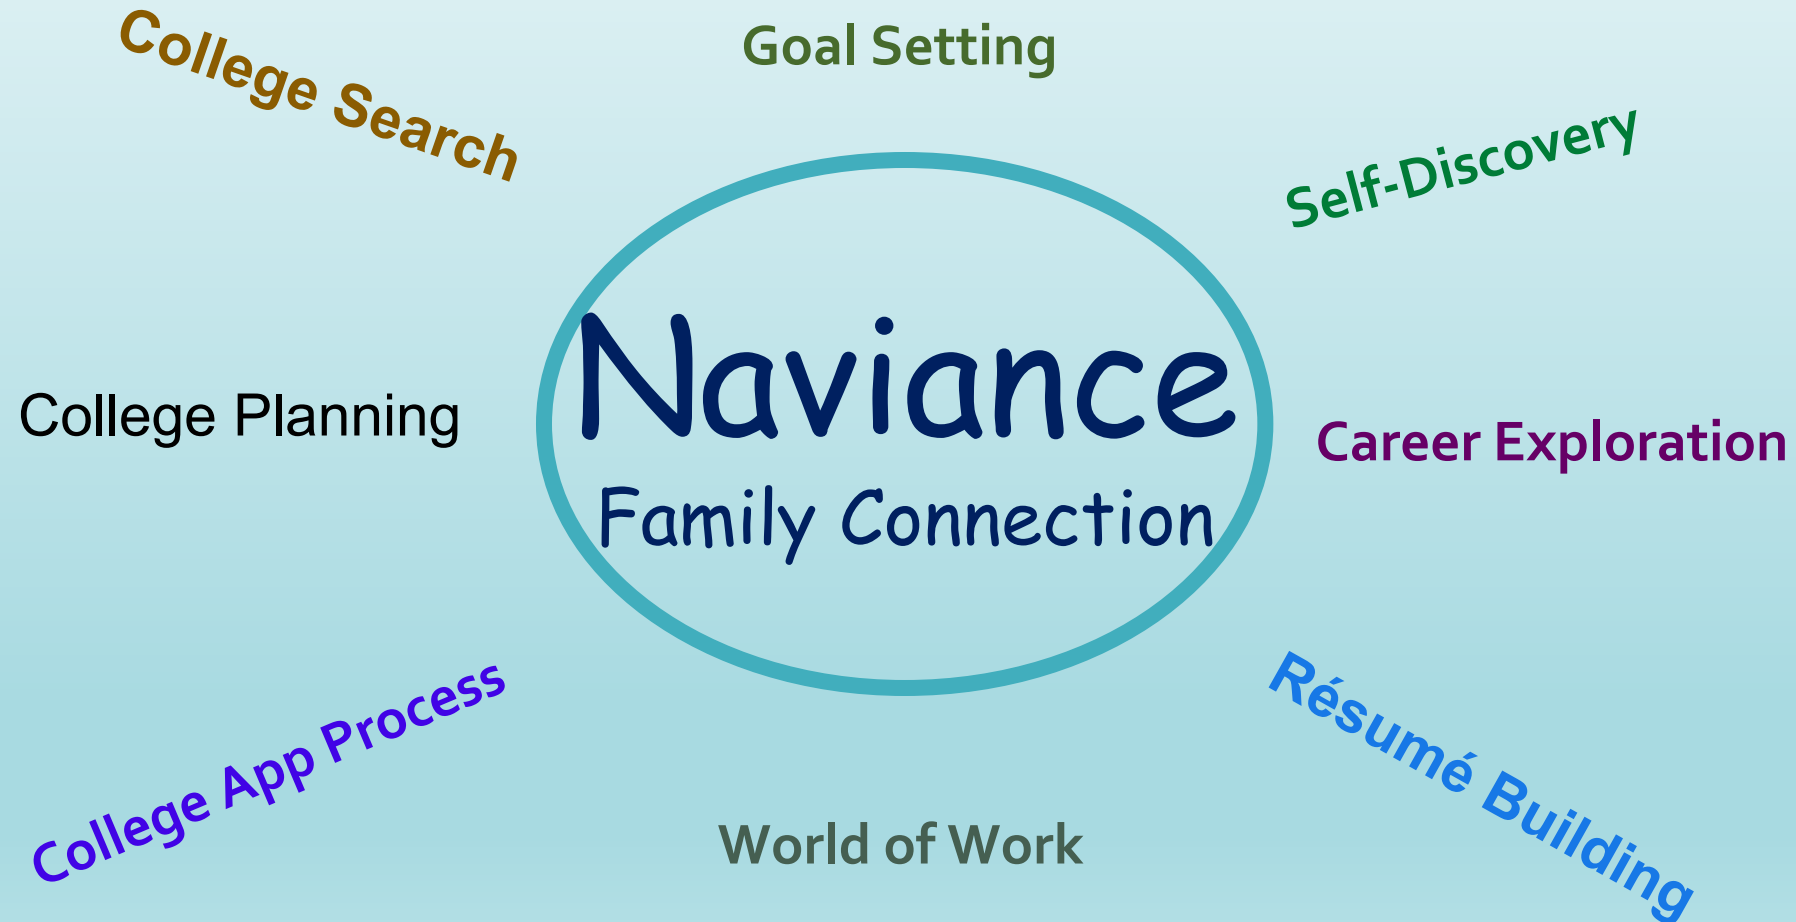 College Search
Goal Setting
Self-Discovery
Naviance
Family Connection
College Planning
Career Exploration
College App Process
World of Work
Résumé Building